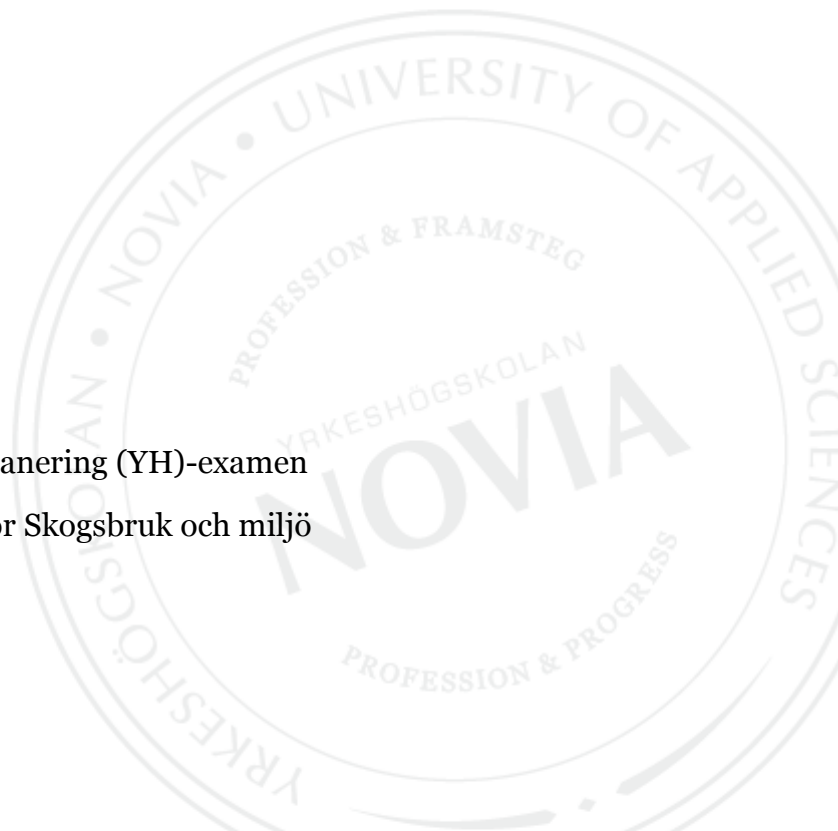 YRKESHÖGSKOLAN • NOVIA • UNIVERSITY OF APPLIED SCIENCES
PROFESSION & FRAMSTEG
YRKESHÖGSKOLAN
NOVIA
PROFESSION & PROGRESS
anering (YH)-examen
r Skogsbruk och miljö